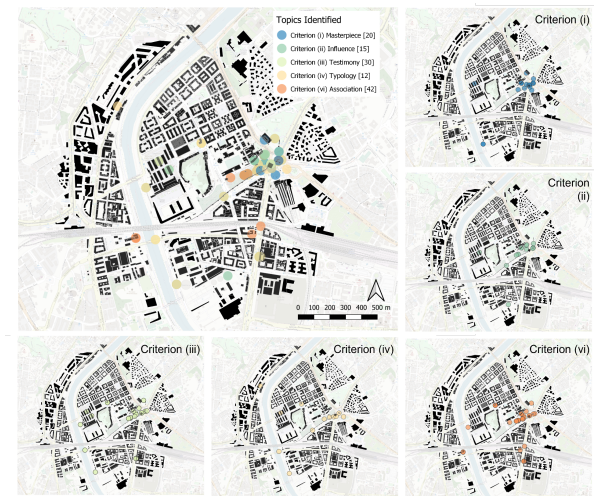 Topics Identified
Criterion (i) Masterpiece [20]
Criterion (ii) Influence [15]
Criterion (iii) Testimony [30]
Criterion (iv) Typology [12]
Criterion (vi) Association [42]
0 100 200 300 400 500 m
Criterion (i)
Criterion
(ii)
Criterion (iii)
Criterion (iv)
Criterion (vi)